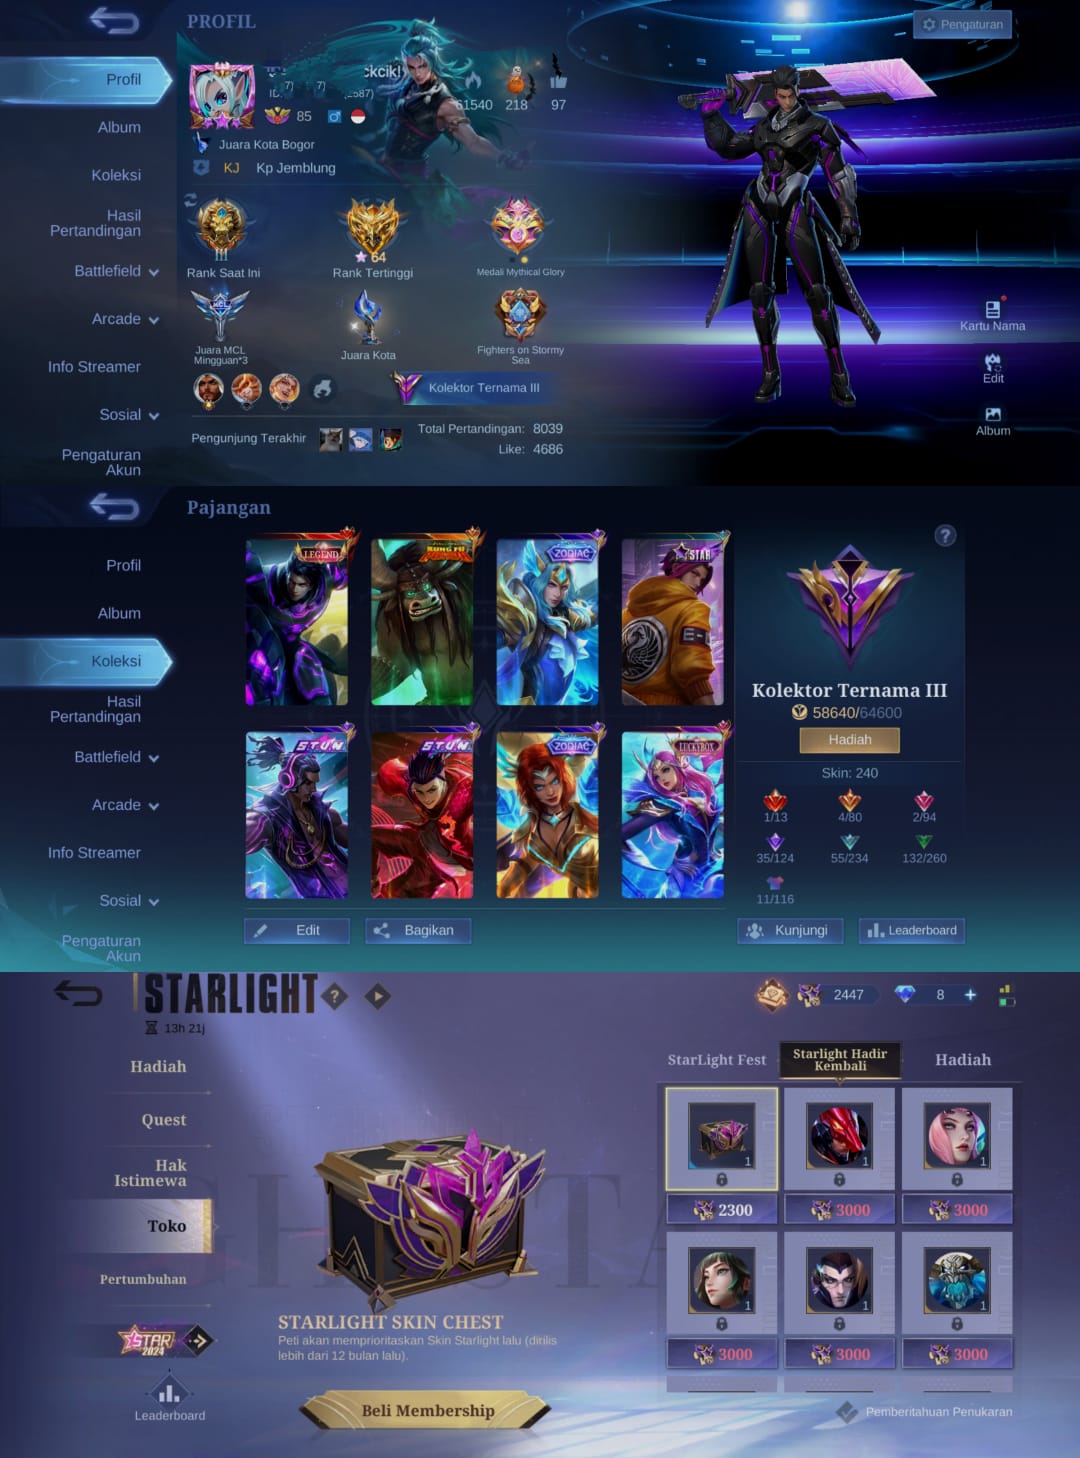 PROFIL
Pengaturan
Profil
Album
Koleksi
Hasil
Pertandingan
Battlefield
Arcade
Info Streamer
Sosial
Pengaturan
Akun
ckcik!
ID:
7)
7)
2587)
85
61540
218
97
Juara Kota Bogor
KJ Kp Jemblung
III
Rank Saat Ini
64
Rank Tertinggi
Medali Mythical Glory
MCL
Juara MCL
Mingguan*3
Juara Kota
Fighters on Stormy
Sea
Kolektor Ternama III
Pengunjung Terakhir
Total Pertandingan: 8039
Like: 4686
Kartu Nama
Edit
Album
Pajangan
Profil
Album
Koleksi
Hasil
Pertandingan
Battlefield
Arcade
Info Streamer
Sosial
Pengaturan
Akun
LEGEND
KUNG FU
ZODIAC
STAR
S.T.U.N.
S.T.U.N.
ZODIAC
LUCKYBOX
?
Kolektor Ternama III
58640/64600
Hadiah
Skin: 240
1/13
4/80
2/94
35/124
55/234
132/260
11/116
Edit
Bagikan
Kunjungi
Leaderboard
STARLIGHT
?
13h 21j
2447
8
+
Hadiah
Quest
Hak
Istimewa
Toko
Pertumbuhan
STAR
2024
Leaderboard
StarLight Fest
Starlight Hadir
Kembali
Hadiah
1
1
1
2300
3000
3000
1
1
1
3000
3000
3000
STARLIGHT SKIN CHEST
Peti akan memprioritaskan Skin Starlight lalu (dirilis
lebih dari 12 bulan lalu).
Beli Membership
Pemberitahuan Penukaran